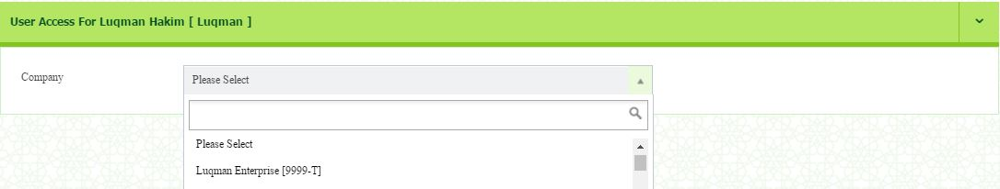 User Access For Luqman Hakim [ Luqman ]
Company
Please Select
Please Select
Luqman Enterprise [9999-T]